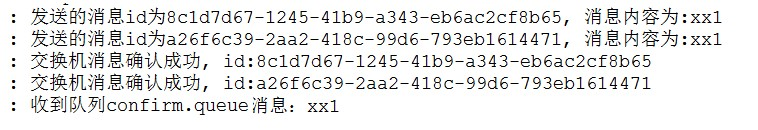 : 发送的消息id为8c1d7d67-1245-41b9-a343-eb6ac2cf8b65, 消息内容为:xx1
: 发送的消息id为a26f6c39-2aa2-418c-99d6-793eb1614471, 消息内容为:xx1
: 交换机消息确认成功, id:8c1d7d67-1245-41b9-a343-eb6ac2cf8b65
: 交换机消息确认成功, id:a26f6c39-2aa2-418c-99d6-793eb1614471
: 收到队列confirm.queue消息: xx1